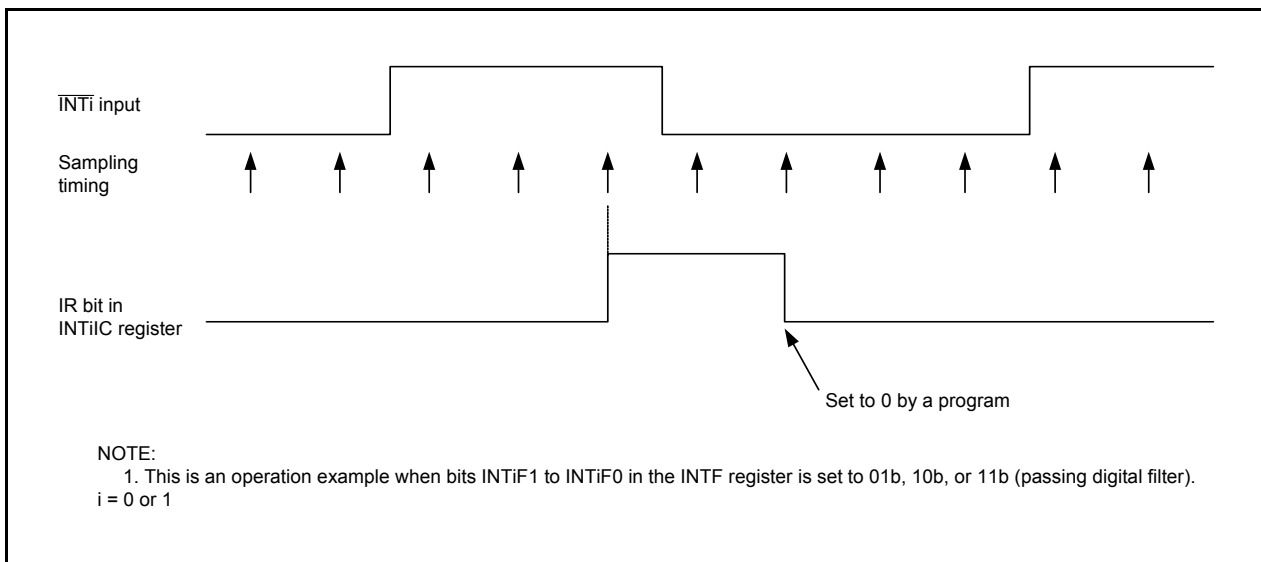 INTi input
Sampling
timing
IR bit in
INTiIC register
Set to 0 by a program
NOTE:
1. This is an operation example when bits INTiF1 to INTiF0 in the INTF register is set to 01b, 10b, or 11b (passing digital filter).
i = 0 or 1